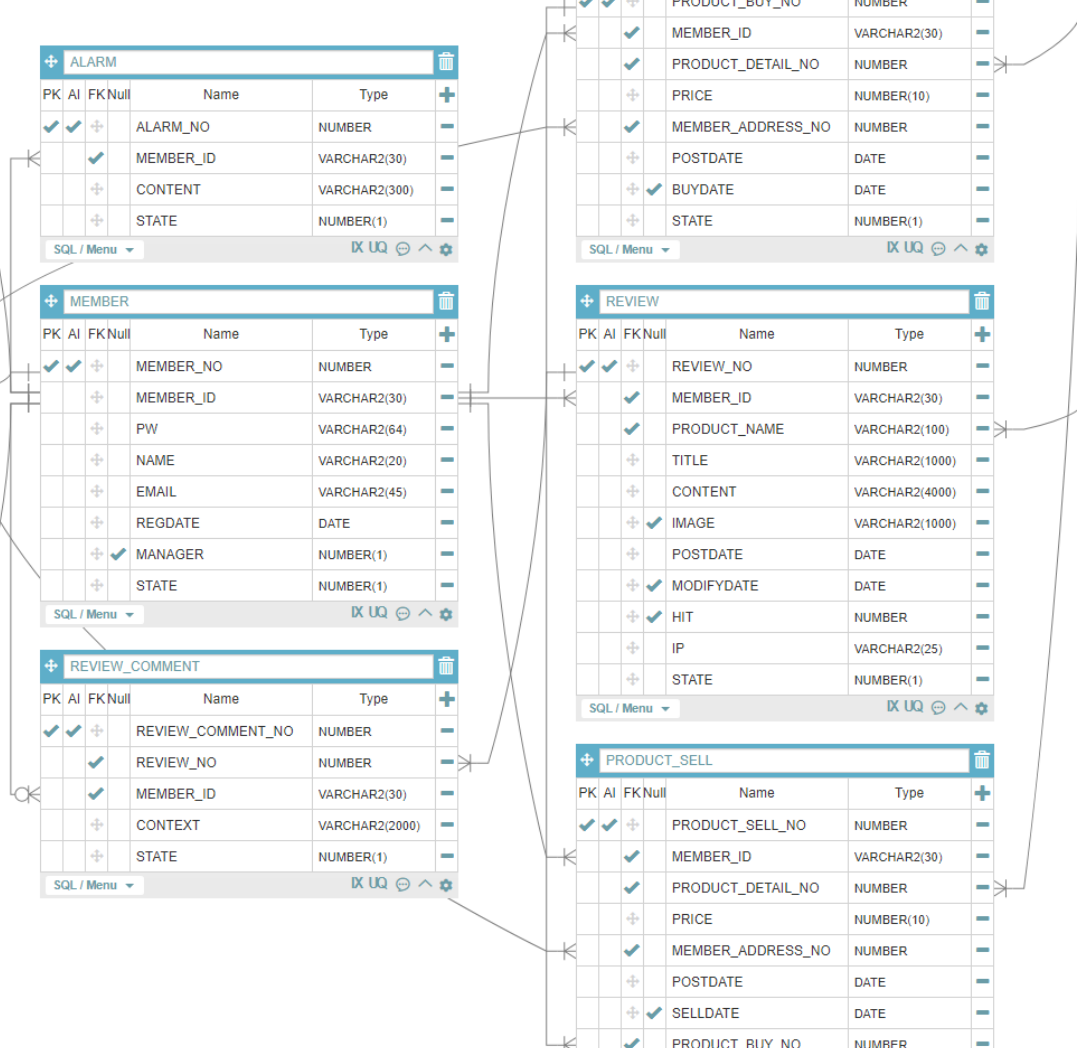 ALARM
PK AI FK Null Name Type
ALARM_NO NUMBER
MEMBER_ID VARCHAR2(30)
CONTENT VARCHAR2(300)
STATE NUMBER(1)
SQL / Menu IX UQ
MEMBER
PK AI FK Null Name Type
MEMBER_NO NUMBER
MEMBER_ID VARCHAR2(30)
PW VARCHAR2(64)
NAME VARCHAR2(20)
EMAIL VARCHAR2(45)
REGDATE DATE
MANAGER NUMBER(1)
STATE NUMBER(1)
SQL / Menu IX UQ
REVIEW_COMMENT
PK AI FK Null Name Type
REVIEW_COMMENT_NO NUMBER
REVIEW_NO NUMBER
MEMBER_ID VARCHAR2(30)
CONTEXT VARCHAR2(2000)
STATE NUMBER(1)
SQL / Menu IX UQ
PRODUCT_BUY_NO NUMBER
MEMBER_ID VARCHAR2(30)
PRODUCT_DETAIL_NO NUMBER
PRICE NUMBER(10)
MEMBER_ADDRESS_NO NUMBER
POSTDATE DATE
BUYDATE DATE
STATE NUMBER(1)
SQL / Menu IX UQ
REVIEW
PK AI FK Null Name Type
REVIEW_NO NUMBER
MEMBER_ID VARCHAR2(30)
PRODUCT_NAME VARCHAR2(100)
TITLE VARCHAR2(1000)
CONTENT VARCHAR2(4000)
IMAGE VARCHAR2(1000)
POSTDATE DATE
MODIFYDATE DATE
HIT NUMBER
IP VARCHAR2(25)
STATE NUMBER(1)
SQL / Menu IX UQ
PRODUCT_SELL
PK AI FK Null Name Type
PRODUCT_SELL_NO NUMBER
MEMBER_ID VARCHAR2(30)
PRODUCT_DETAIL_NO NUMBER
PRICE NUMBER(10)
MEMBER_ADDRESS_NO NUMBER
POSTDATE DATE
SELLDATE DATE
PRODUCT_BUY_NO NUMBER